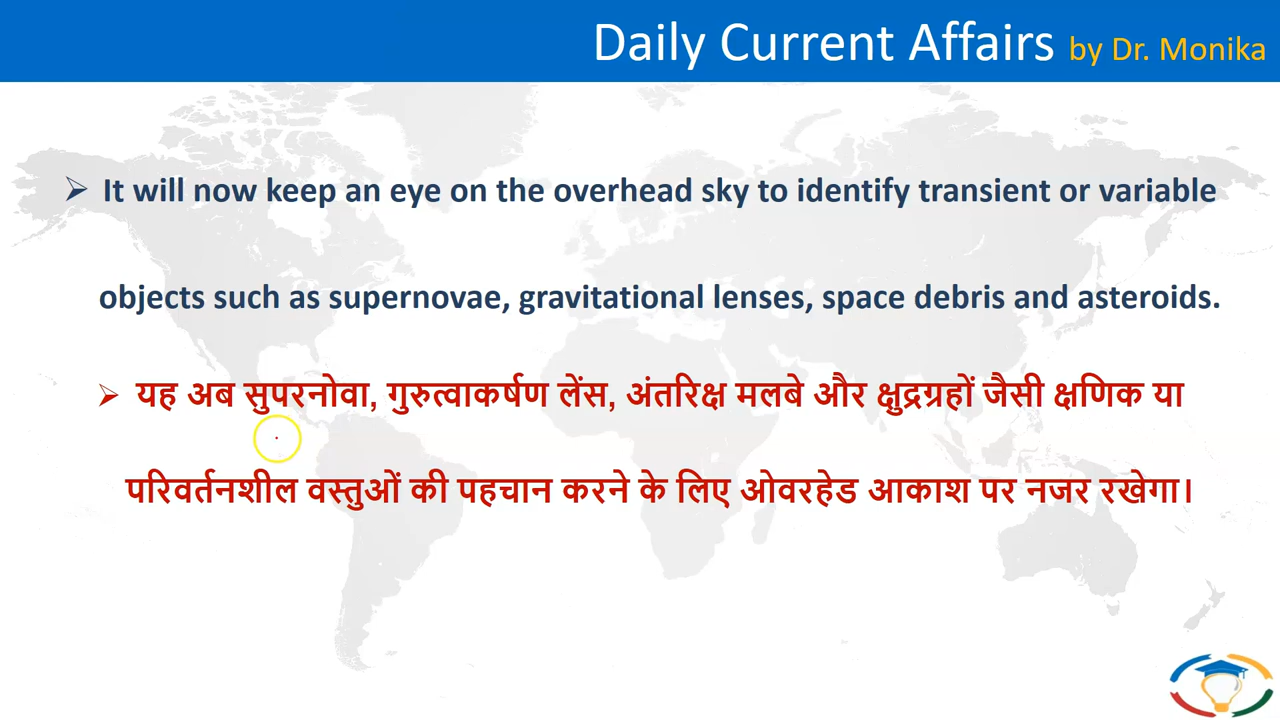 Daily Current Affairs by Dr. Monika
It will now keep an eye on the overhead sky to identify transient or variable
objects such as supernovae, gravitational lenses, space debris and asteroids.
यह अब सुपरनोवा, गुरुत्वाकर्षण लेंस, अंतरिक्ष मलबे और क्षुद्रग्रहों जैसी क्षणिक या
परिवर्तनशील वस्तुओं की पहचान करने के लिए ओवरहेड आकाश पर नजर रखेगा।